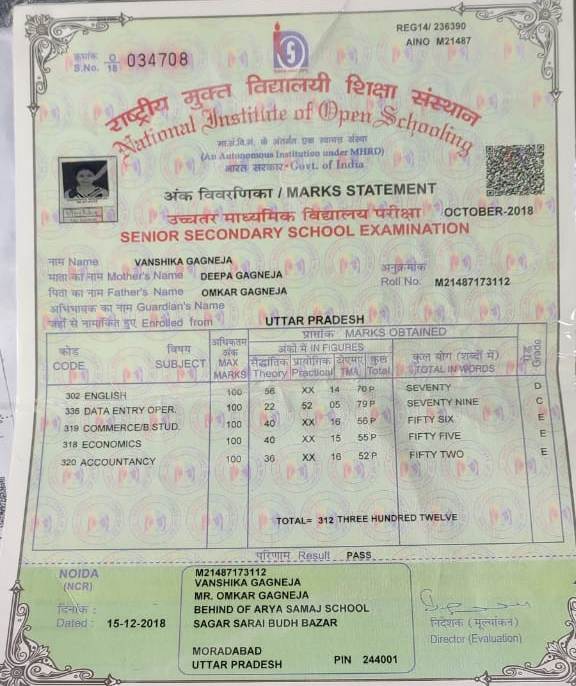 REG14/ 236390
AINO M21487
क्रमांक
S.No. O/18 034708
राष्ट्रीय मुक्त विद्यालयी शिक्षा संस्थान
National Institute of Open Schooling
मा.सं.वि.मं. के अंतर्गत एक स्वायत्त संस्था
(An Autonomous Institution under MHRD)
भारत सरकार-Govt. of India
अंक विवरणिका / MARKS STATEMENT
उच्चतर माध्यमिक विद्यालय परीक्षा OCTOBER-2018
SENIOR SECONDARY SCHOOL EXAMINATION
नाम Name VANSHIKA GAGNEJA
माता का नाम Mother's Name DEEPA GAGNEJA अनुक्रमांक
पिता का नाम Father's Name OMKAR GAGNEJA Roll No. M21487173112
अभिभावक का नाम Guardian's Name
जहाँ से नामांकित हुए Enrolled from UTTAR PRADESH
प्राप्तांक MARKS OBTAINED
कोड CODE विषय SUBJECT अधिकतम अंक MAX MARKS अंकों में IN FIGURES कुल योग (शब्दों में) TOTAL IN WORDS ग्रेड Grade
सैद्धांतिक Theory प्रायोगिक Practical टीएमए TMA कुल Total
302 ENGLISH 100 56 XX 14 70 P SEVENTY D
336 DATA ENTRY OPER. 100 22 52 05 79 P SEVENTY NINE C
319 COMMERCE/B.STUD. 100 40 XX 16 56 P FIFTY SIX E
318 ECONOMICS 100 40 XX 15 55 P FIFTY FIVE E
320 ACCOUNTANCY 100 36 XX 16 52 P FIFTY TWO E
TOTAL= 312 THREE HUNDRED TWELVE
परिणाम Result PASS
NOIDA
(NCR)
दिनांक :
Dated : 15-12-2018
M21487173112
VANSHIKA GAGNEJA
MR. OMKAR GAGNEJA
BEHIND OF ARYA SAMAJ SCHOOL
SAGAR SARAI BUDH BAZAR
MORADABAD
UTTAR PRADESH PIN 244001
निदेशक (मूल्यांकन)
Director (Evaluation)